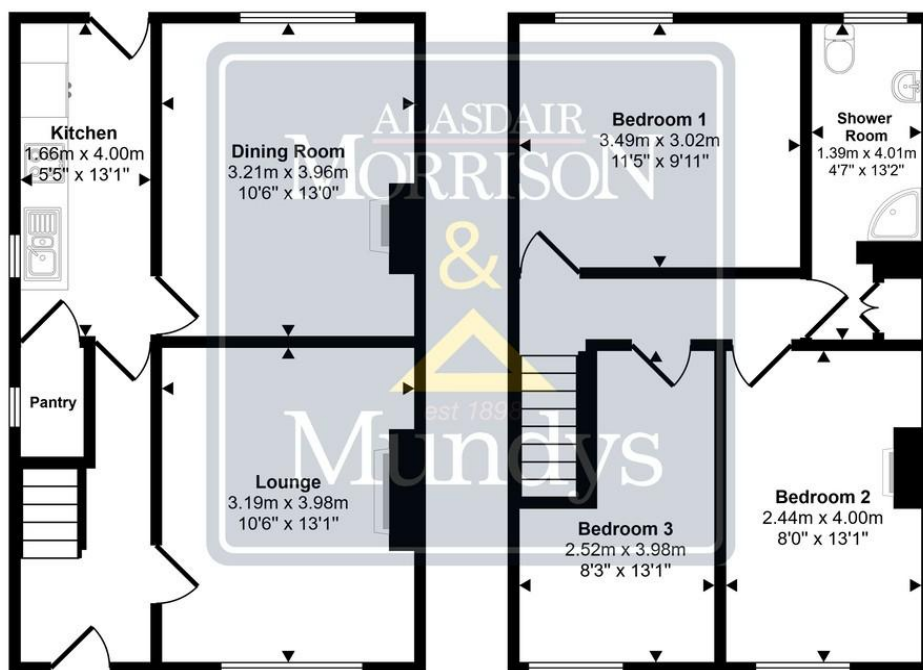 Kitchen
1.66m x 4.00m
5'5" x 13'1"
Dining Room
3.21m x 3.96m
10'6" x 13'0"
Pantry
Lounge
3.19m x 3.98m
10'6" x 13'1"
Bedroom 1
3.49m x 3.02m
11'5" x 9'11"
Shower
Room
1.39m x 4.01m
4'7" x 13'2"
Bedroom 3
2.52m x 3.98m
8'3" x 13'1"
Bedroom 2
2.44m x 4.00m
8'0" x 13'1"
ALASDAIR
MORRISON
&
est 1898
Mundys